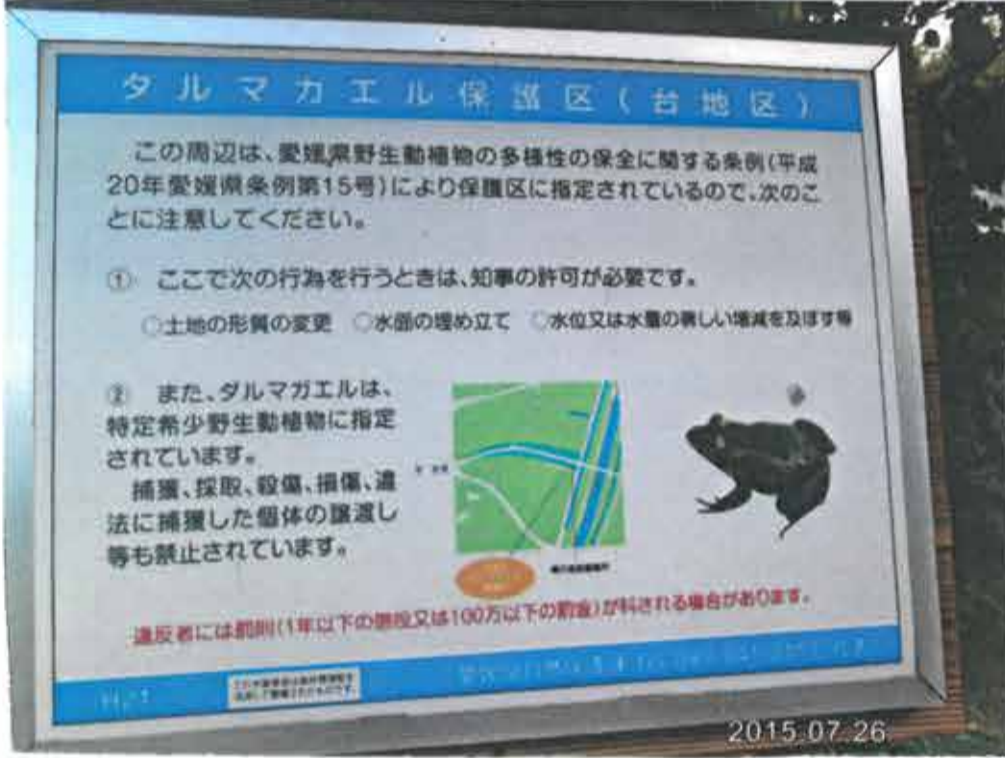 ダルマガエル保護区(台地区)
この周辺は、愛媛県野生動植物の多様性の保全に関する条例(平成
20年愛媛県条例第15号)により保護区に指定されているので、次のこ
とに注意してください。
① ここで次の行為を行うときは、知事の許可が必要です。
○土地の形質の変更 ○水面の埋め立て ○水位又は水量の著しい増減を及ぼす等
② また、ダルマガエルは、
特定希少野生動植物に指定
されています。
捕獲、採取、殺傷、損傷、違
法に捕獲した個体の譲渡し
等も禁止されています。
違反者には罰則(1年以下の懲役又は100万以下の罰金)が科される場合があります。
2015.07.26